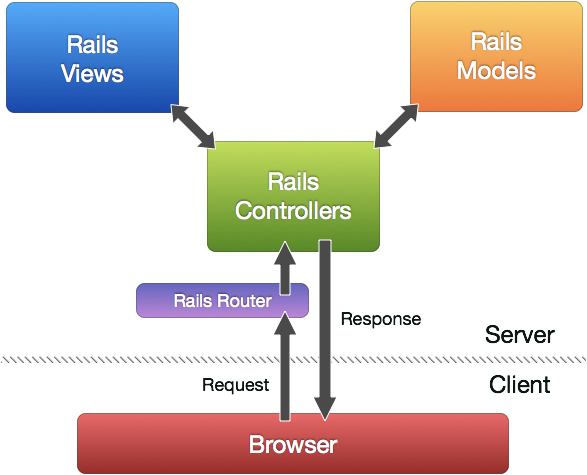 Rails
Views
Rails
Models
Rails
Controllers
Rails Router
Response
Server
Request
Client
Browser